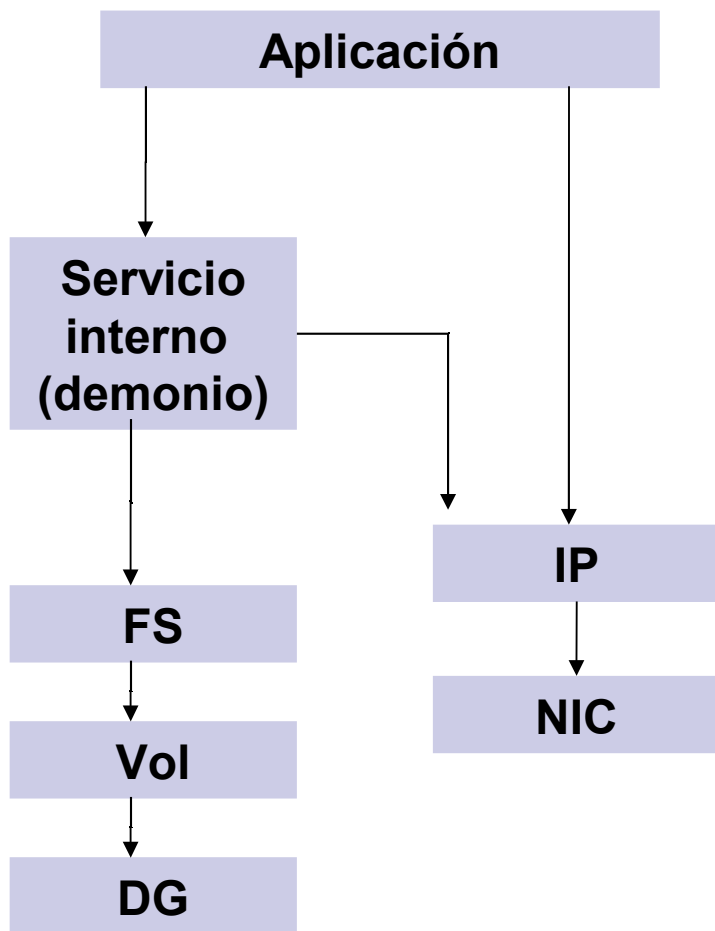 Aplicación
Servicio
interno
(demonio)
IP
FS
NIC
Vol
DG